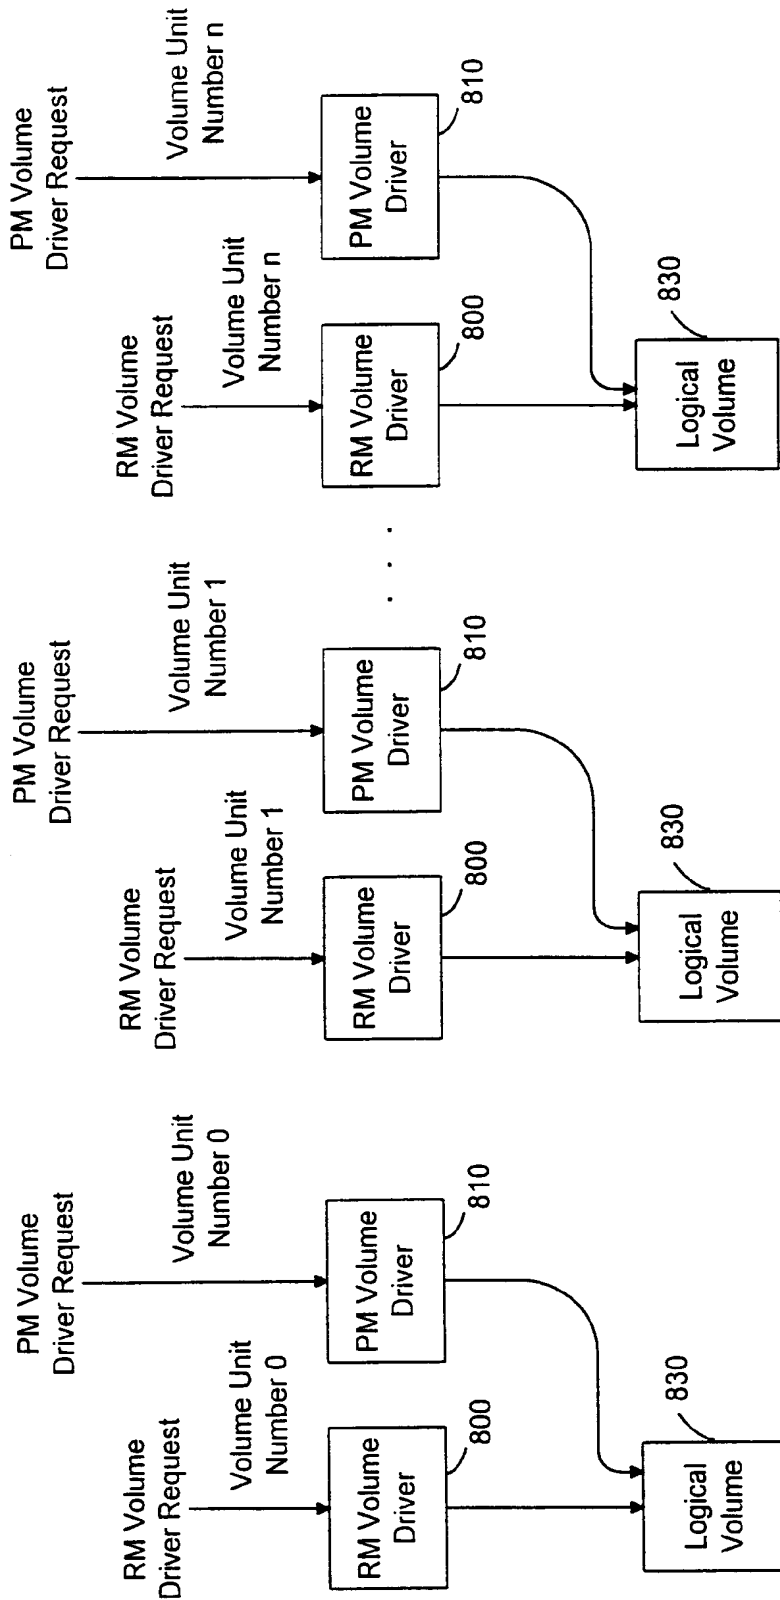 RM Volume
Driver Request
Volume Unit
Number 0
RM Volume
Driver
800
PM Volume
Driver Request
Volume Unit
Number 0
PM Volume
Driver
810
Logical
Volume
830
RM Volume
Driver Request
Volume Unit
Number 1
RM Volume
Driver
800
PM Volume
Driver Request
Volume Unit
Number 1
PM Volume
Driver
810
Logical
Volume
830
. . .
RM Volume
Driver Request
Volume Unit
Number n
RM Volume
Driver
800
PM Volume
Driver Request
Volume Unit
Number n
PM Volume
Driver
810
Logical
Volume
830